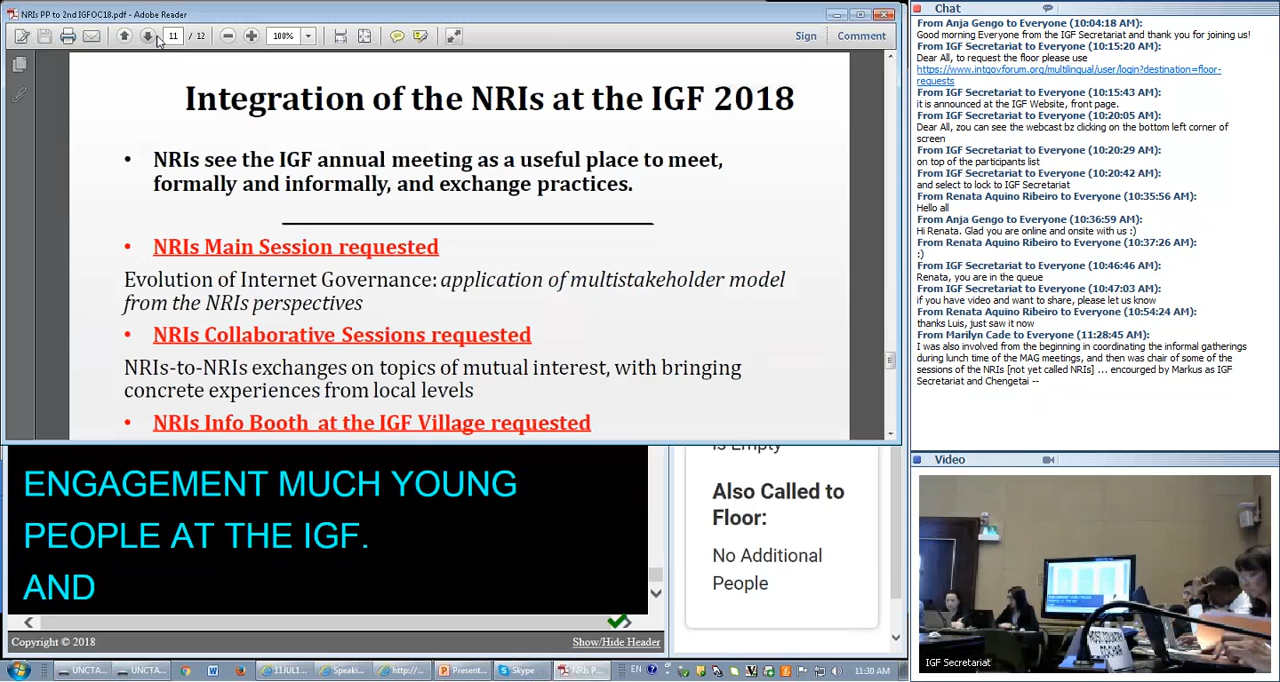 NRIs PP to 2nd IGFOC18.pdf - Adobe Reader
11 / 12
100%
Sign
Comment
Integration of the NRIs at the IGF 2018
• NRIs see the IGF annual meeting as a useful place to meet,
formally and informally, and exchange practices.
• NRIs Main Session requested
Evolution of Internet Governance: application of multistakeholder model
from the NRIs perspectives
• NRIs Collaborative Sessions requested
NRIs-to-NRIs exchanges on topics of mutual interest, with bringing
concrete experiences from local levels
• NRIs Info Booth at the IGF Village requested
ENGAGEMENT MUCH YOUNG
PEOPLE AT THE IGF.
AND
Copyright © 2018
Show/Hide Header
is Empty
Also Called to
Floor:
No Additional
People
Chat
From Anja Gengo to Everyone (10:04:18 AM):
Good morning Everyone from the IGF Secretariat and thank you for joining us!
From IGF Secretariat to Everyone (10:15:20 AM):
Dear All, to request the floor please use
https://www.intgovforum.org/multilingual/user/login?destination=floor-
requests
From IGF Secretariat to Everyone (10:15:43 AM):
it is announced at the IGF Website, front page.
From IGF Secretariat to Everyone (10:20:05 AM):
Dear All, zou can see the webcast bz clicking on the bottom left corner of
screen
From IGF Secretariat to Everyone (10:20:29 AM):
on top of the participants list
From IGF Secretariat to Everyone (10:20:42 AM):
and select to lock to IGF Secretariat
From Renata Aquino Ribeiro to Everyone (10:35:56 AM):
Hello all
From Anja Gengo to Everyone (10:36:59 AM):
Hi Renata. Glad you are online and onsite with us :)
From Renata Aquino Ribeiro to Everyone (10:37:26 AM):
:)
From IGF Secretariat to Everyone (10:46:46 AM):
Renata, you are in the queue
From IGF Secretariat to Everyone (10:47:03 AM):
if you have video and want to share, please let us know
From Renata Aquino Ribeiro to Everyone (10:54:24 AM):
thanks Luis, just saw it now
From Marilyn Cade to Everyone (11:28:45 AM):
I was also involved from the beginning in coordinating the informal gatherings
during lunch time of the MAG meetings, and then was chair of some of the
sessions of the NRIs [not yet called NRIs] ... encourged by Markus as IGF
Secretariat and Chengetai --
Video
IGF Secretariat
UNCTA...
UNCTA...
11JUL1...
Speaki...
http://...
Present...
Skype
NRIs P...
EN
11:30 AM